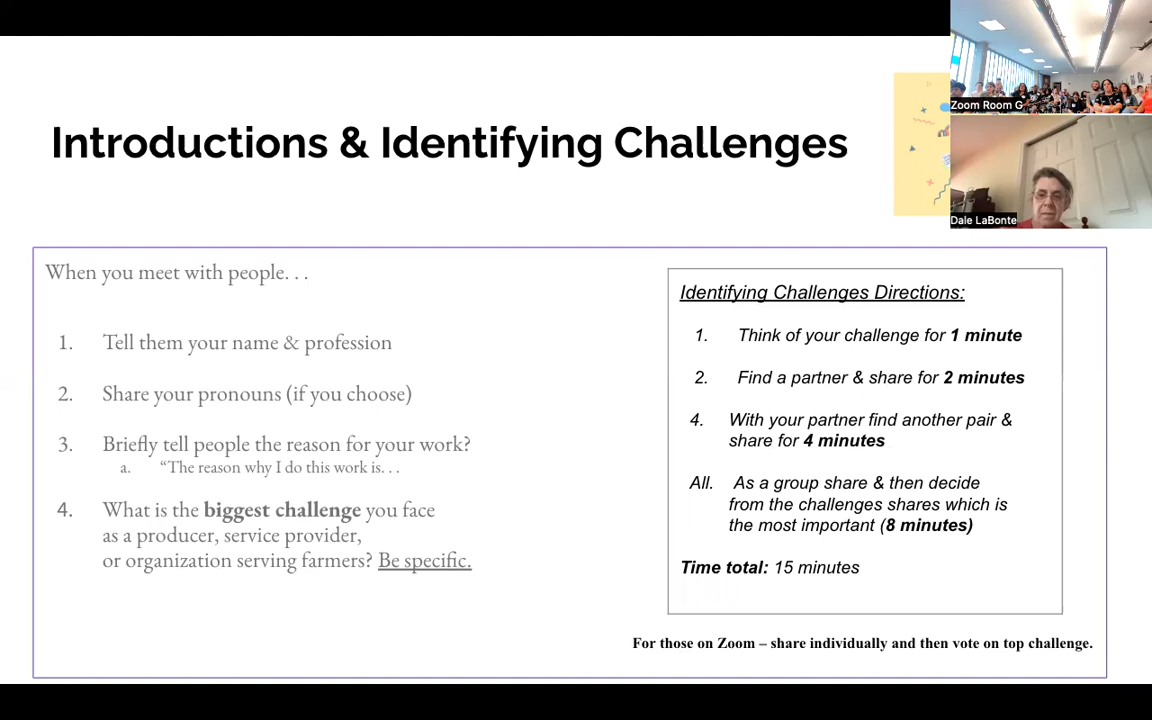 Introductions & Identifying Challenges
Zoom Room G
Dale LaBonte
When you meet with people. . .
1. Tell them your name & profession
2. Share your pronouns (if you choose)
3. Briefly tell people the reason for your work?
a. “The reason why I do this work is. . .
4. What is the biggest challenge you face
as a producer, service provider,
or organization serving farmers? Be specific.
Identifying Challenges Directions:
1. Think of your challenge for 1 minute
2. Find a partner & share for 2 minutes
4. With your partner find another pair &
share for 4 minutes
All. As a group share & then decide
from the challenges shares which is
the most important (8 minutes)
Time total: 15 minutes
For those on Zoom – share individually and then vote on top challenge.